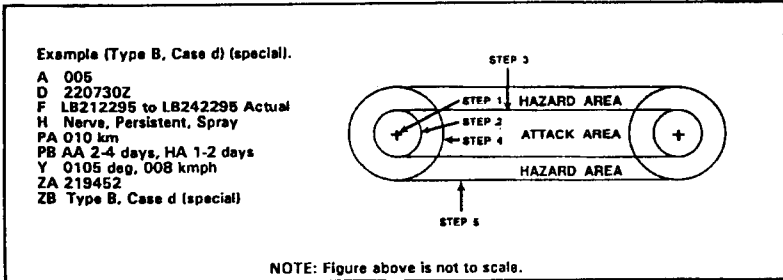 Example (Type B, Case d) (special).
A 005
D 220730Z
F LB212295 to LB242295 Actual
H Nerve, Persistent, Spray
PA 010 km
PB AA 2-4 days, HA 1-2 days
Y 0105 deg, 008 kmph
ZA 219452
ZB Type B, Case d (special)
STEP 3
STEP 1
HAZARD AREA
STEP 2
STEP 4
ATTACK AREA
HAZARD AREA
STEP 5
NOTE: Figure above is not to scale.